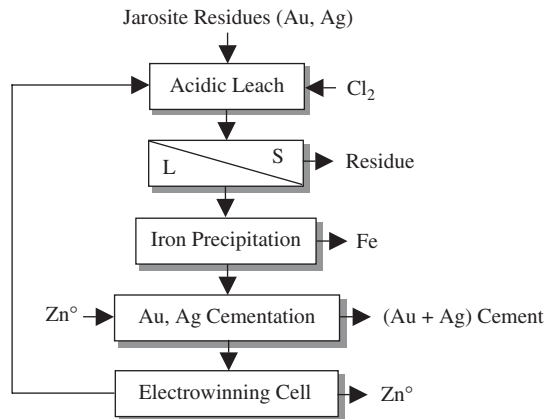 Jarosite Residues (Au, Ag)
Acidic Leach
Cl₂
L
S
Residue
Iron Precipitation
Fe
Zn°
Au, Ag Cementation
(Au + Ag) Cement
Electrowinning Cell
Zn°